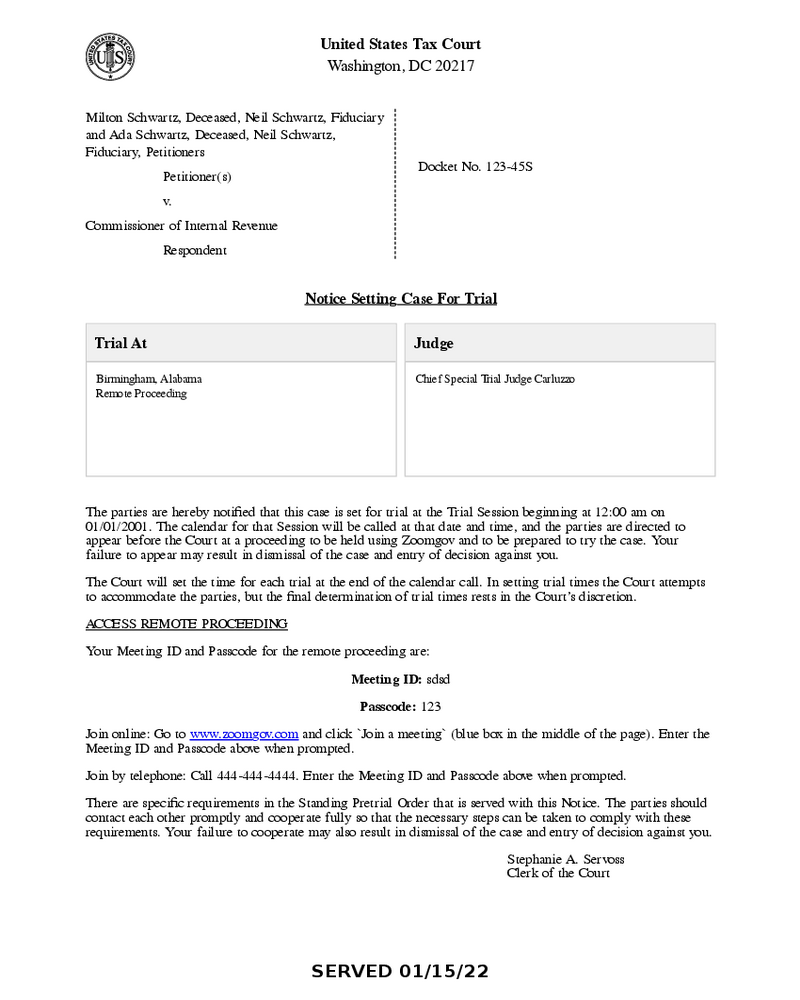 UNITED STATES TAX COURT
US
United States Tax Court
Washington, DC 20217
Milton Schwartz, Deceased, Neil Schwartz, Fiduciary
and Ada Schwartz, Deceased, Neil Schwartz,
Fiduciary, Petitioners
Petitioner(s)
v.
Commissioner of Internal Revenue
Respondent
Docket No. 123-45S
Notice Setting Case For Trial
Trial At
Birmingham, Alabama
Remote Proceeding
Judge
Chief Special Trial Judge Carluzzo
The parties are hereby notified that this case is set for trial at the Trial Session beginning at 12:00 am on
01/01/2001. The calendar for that Session will be called at that date and time, and the parties are directed to
appear before the Court at a proceeding to be held using Zoomgov and to be prepared to try the case. Your
failure to appear may result in dismissal of the case and entry of decision against you.
The Court will set the time for each trial at the end of the calendar call. In setting trial times the Court attempts
to accommodate the parties, but the final determination of trial times rests in the Court's discretion.
ACCESS REMOTE PROCEEDING
Your Meeting ID and Passcode for the remote proceeding are:
Meeting ID: sdsd
Passcode: 123
Join online: Go to www.zoomgov.com and click `Join a meeting` (blue box in the middle of the page). Enter the
Meeting ID and Passcode above when prompted.
Join by telephone: Call 444-444-4444. Enter the Meeting ID and Passcode above when prompted.
There are specific requirements in the Standing Pretrial Order that is served with this Notice. The parties should
contact each other promptly and cooperate fully so that the necessary steps can be taken to comply with these
requirements. Your failure to cooperate may also result in dismissal of the case and entry of decision against you.
Stephanie A. Servoss
Clerk of the Court
SERVED 01/15/22